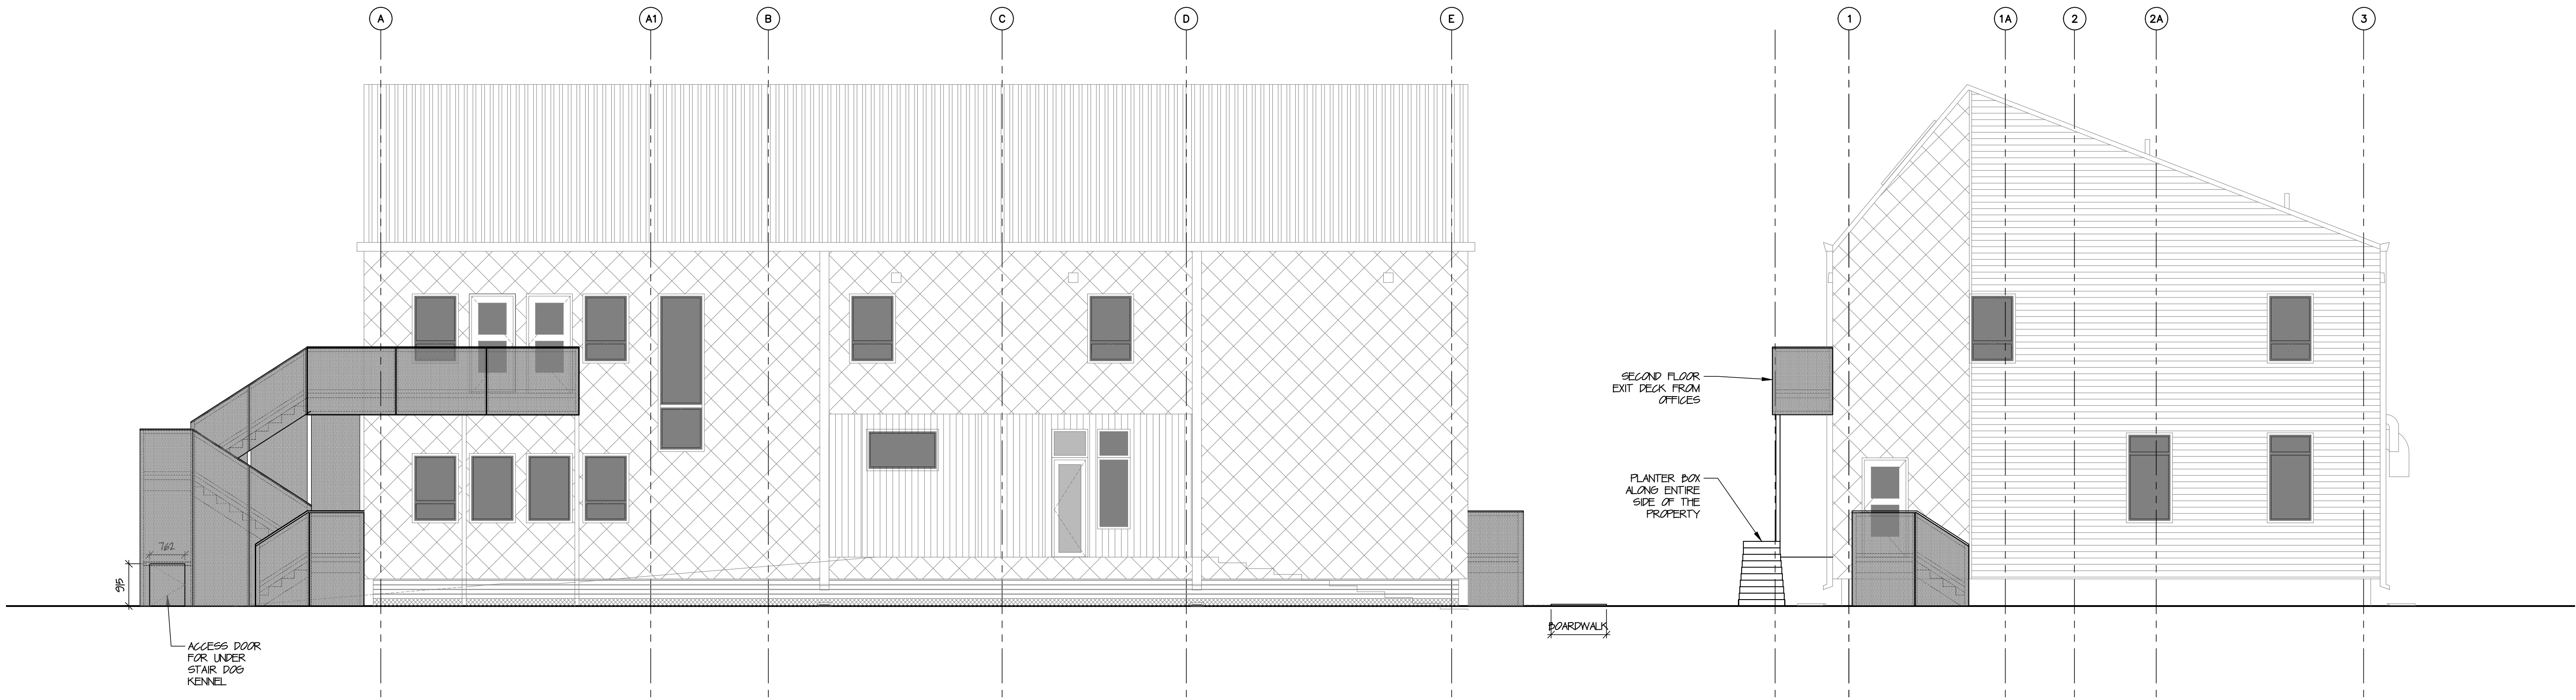 A
A1
B
C
D
E
1
1A
2
2A
3
SECOND FLOOR
EXIT DECK FROM
OFFICES
PLANTER BOX
ALONG ENTIRE
SIDE OF THE
PROPERTY
762
915
BOARDWALK
ACCESS DOOR
FOR UNDER
STAIR DOG
KENNEL